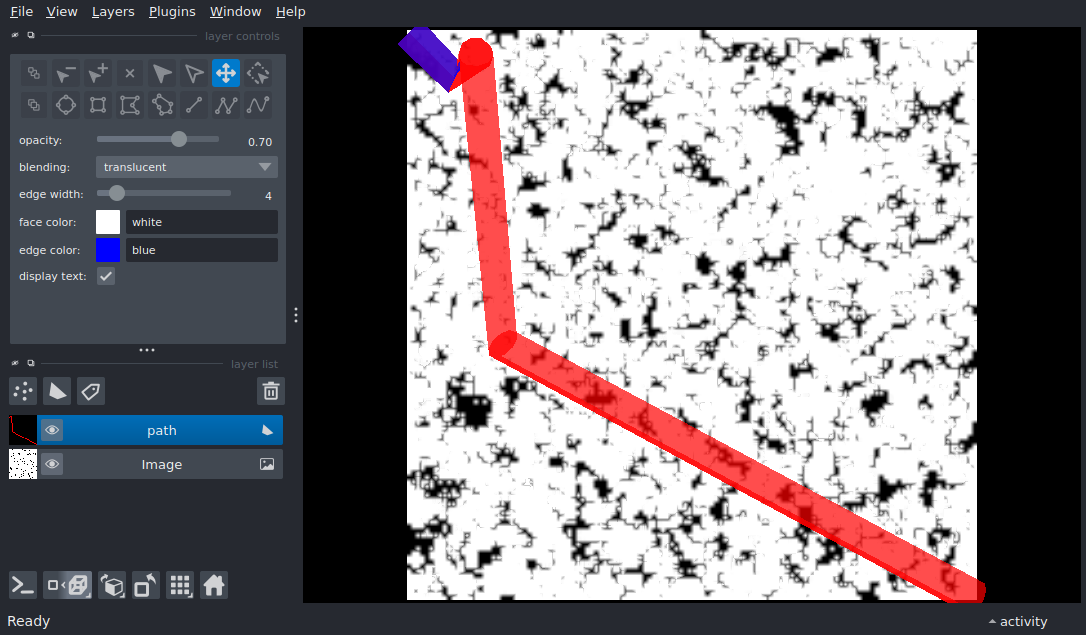 File View Layers Plugins Window Help
layer controls
opacity: 0.70
blending: translucent
edge width: 4
face color: white
edge color: blue
display text:
layer list
path
Image
Ready activity